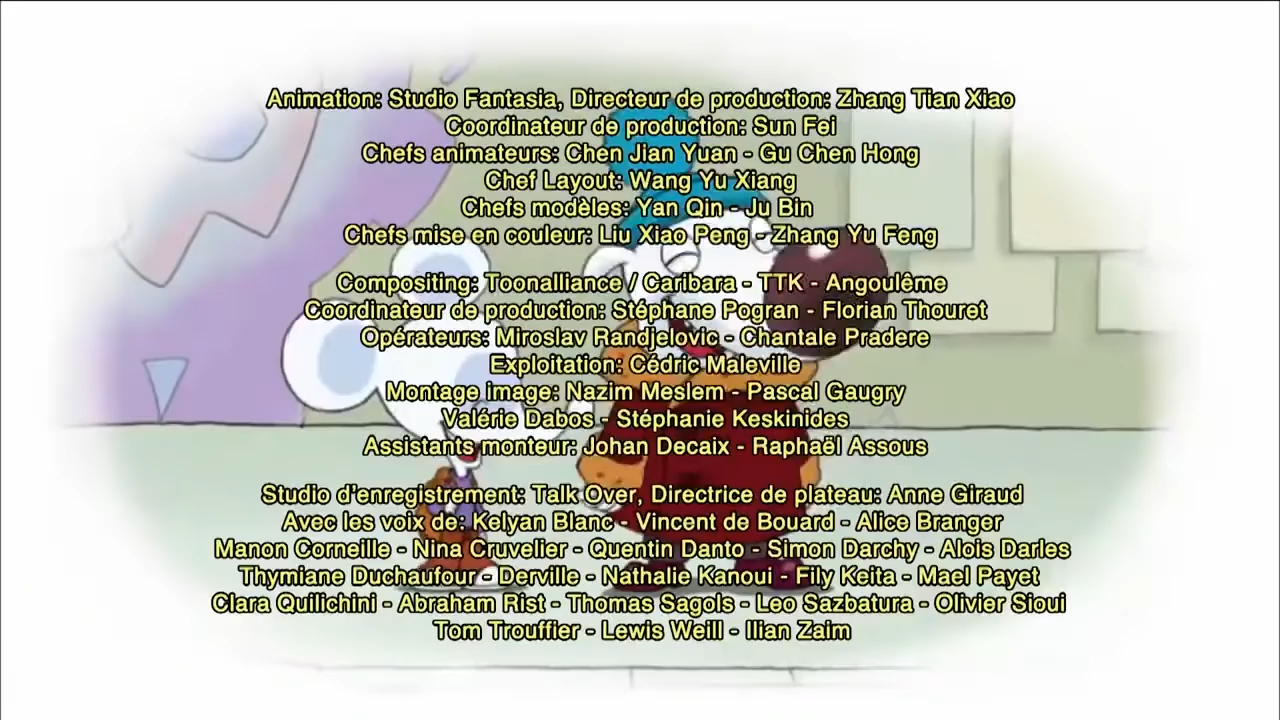 Animation: Studio Fantasia, Directeur de production: Zhang Tian Xiao
Coordinateur de production: Sun Fei
Chefs animateurs: Chen Jian Yuan - Gu Chen Hong
Chef Layout: Wang Yu Xiang
Chefs modèles: Yan Qin - Ju Bin
Chefs mise en couleur: Liu Xiao Peng - Zhang Yu Feng
Compositing: Toonalliance / Caribara - TTK - Angoulême
Coordinateur de production: Stéphane Pogran - Florian Thouret
Opérateurs: Miroslav Randjelovic - Chantale Pradere
Exploitation: Cédric Maleville
Montage image: Nazim Meslem - Pascal Gaugry
Valérie Dabos - Stéphanie Keskinides
Assistants monteur: Johan Decaix - Raphaël Assous
Studio d'enregistrement: Talk Over, Directrice de plateau: Anne Giraud
Avec les voix de: Kelyan Blanc - Vincent de Bouard - Alice Branger
Manon Corneille - Nina Cruvelier - Quentin Danto - Simon Darchy - Alois Darles
Thymiane Duchaufour - Derville - Nathalie Kanoui - Fily Keita - Mael Payet
Clara Quilichini - Abraham Rist - Thomas Sagols - Leo Sazbatura - Olivier Sioui
Tom Trouffier - Lewis Weill - Ilian Zaim